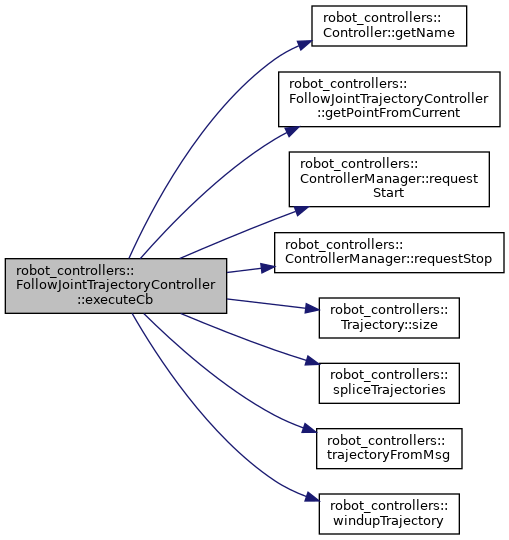 robot_controllers::
FollowJointTrajectoryController
::executeCb
robot_controllers::
Controller::getName
robot_controllers::
FollowJointTrajectoryController
::getPointFromCurrent
robot_controllers::
ControllerManager::request
Start
robot_controllers::
ControllerManager::requestStop
robot_controllers::
Trajectory::size
robot_controllers::
spliceTrajectories
robot_controllers::
trajectoryFromMsg
robot_controllers::
windupTrajectory